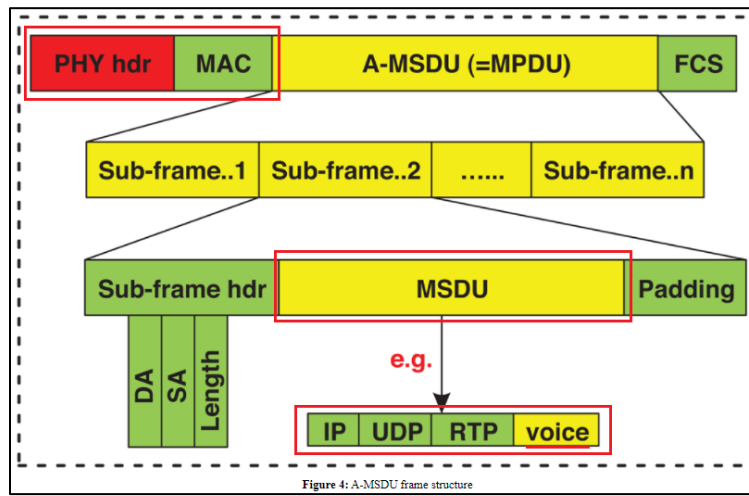 PHY hdr MAC A-MSDU (=MPDU) FCS
Sub-frame..1 Sub-frame..2 ...... Sub-frame..n
Sub-frame hdr MSDU Padding
DA SA Length
e.g.
IP UDP RTP voice
Figure 4: A-MSDU frame structure